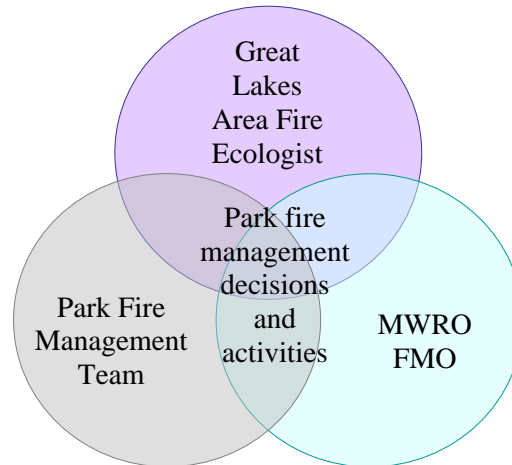 Great
Lakes
Area Fire
Ecologist
Park fire
management
decisions
and
activities
Park Fire
Management
Team
MWRO
FMO